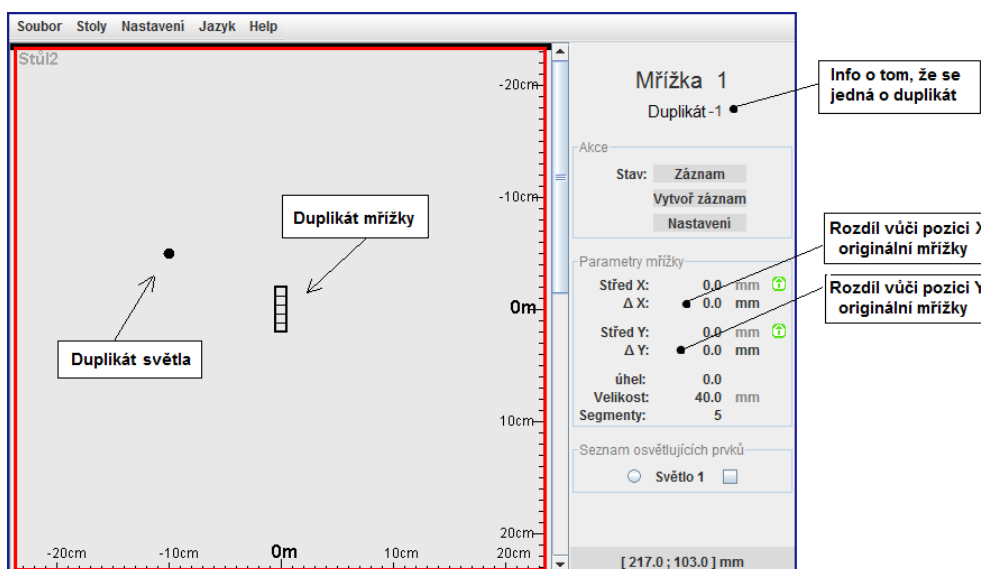 Soubor Stoly Nastavení Jazyk Help
Stůl2
-20cm
-10cm
0m
10cm
20cm
-20cm -10cm 0m 10cm 20cm
Duplikát mřížky
Duplikát světla
Mřížka 1
Duplikát-1
Info o tom, že se
jedná o duplikát
Akce
Stav: Záznam
Vytvoř záznam
Nastavení
Parametry mřížky
Střed X: 0.0 mm
Δ X: 0.0 mm
Střed Y: 0.0 mm
Δ Y: 0.0 mm
úhel: 0.0
Velikost: 40.0 mm
Segmenty: 5
Rozdíl vůči pozici X
originální mřížky
Rozdíl vůči pozici Y
originální mřížky
Seznam osvětlujících prvků
Světlo 1
[ 217.0 ; 103.0 ] mm